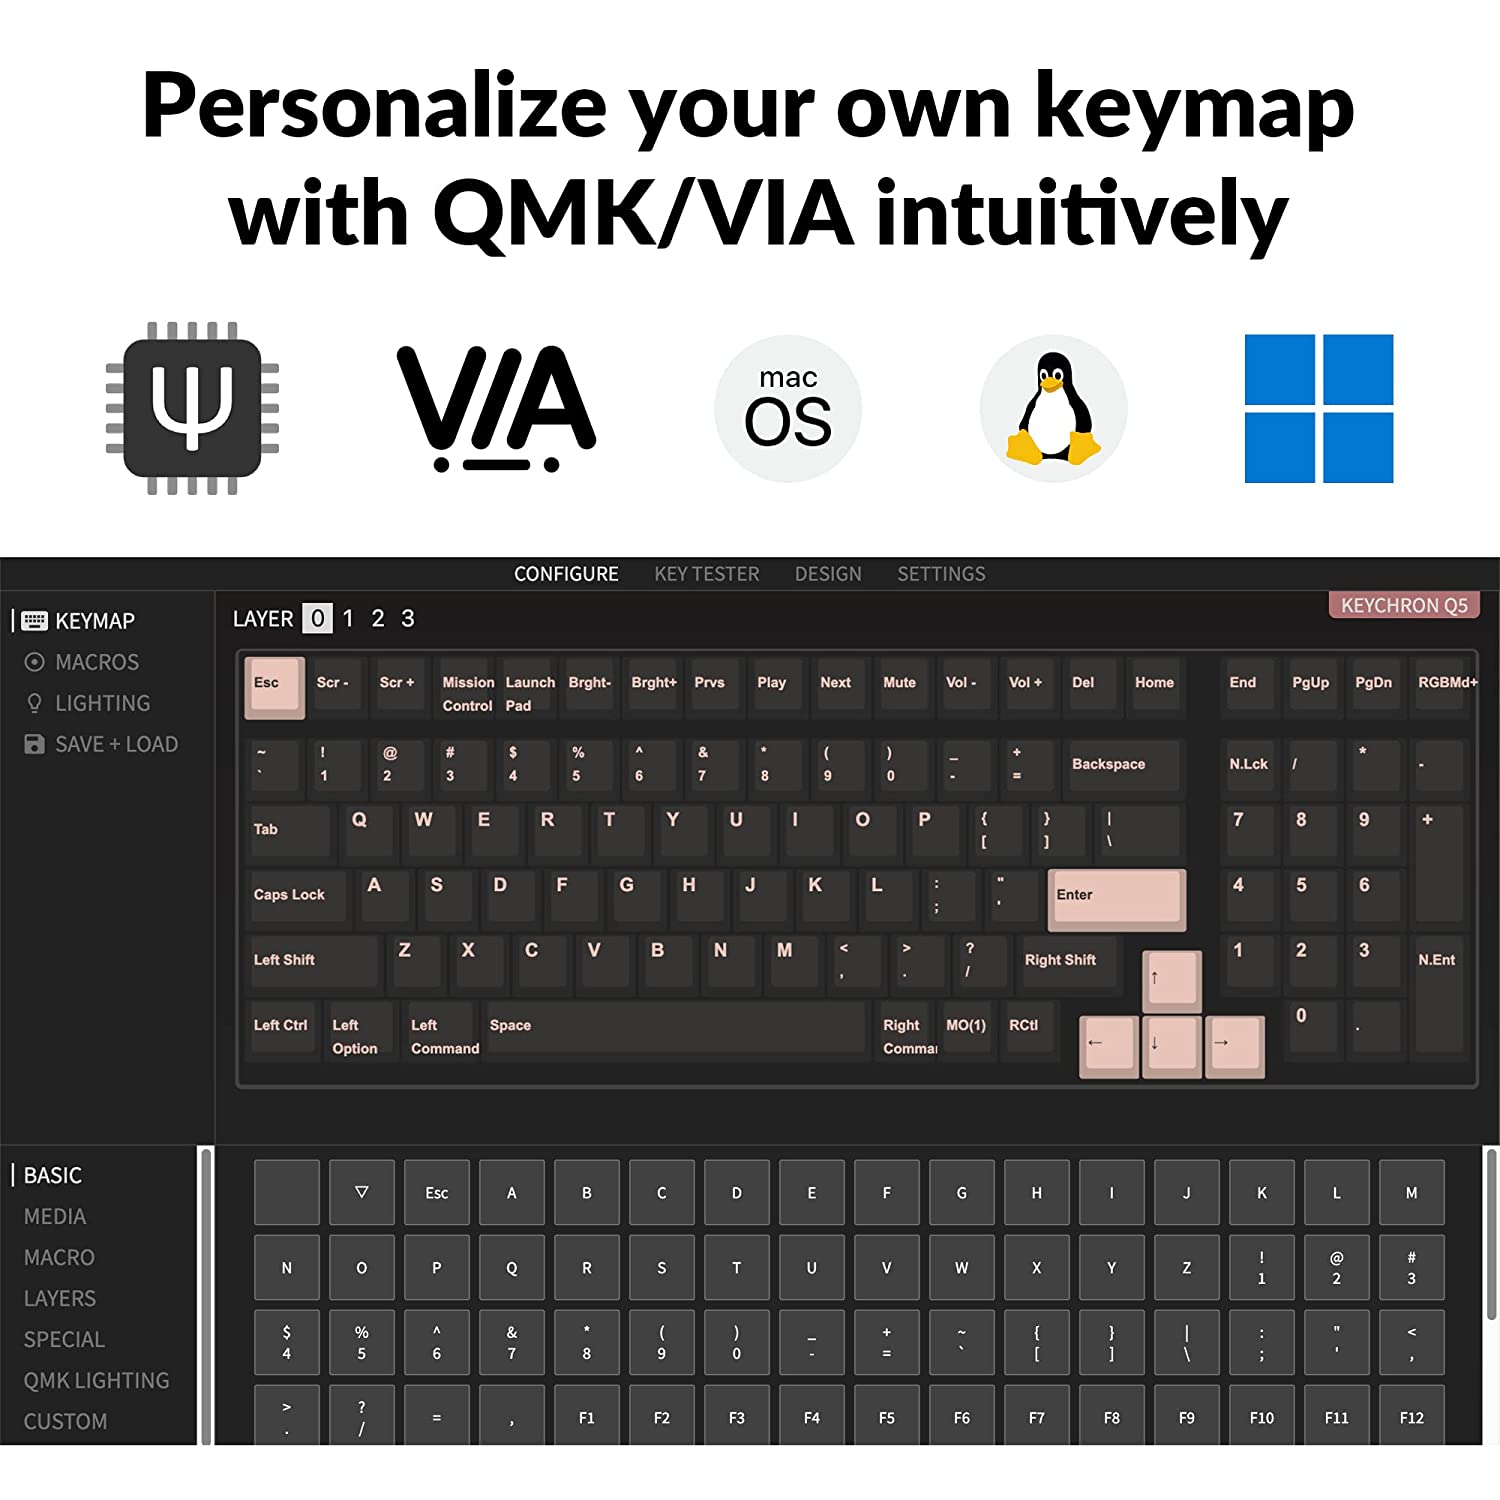 Personalize your own keymap
with QMK/VIA intuitively
VIA
mac
OS
CONFIGURE KEY TESTER DESIGN SETTINGS
KEYMAP
MACROS
LIGHTING
SAVE + LOAD
LAYER 0 1 2 3
KEYCHRON Q5
Esc Scr - Scr + Mission Control Launch Pad Brght- Brght+ Prvs Play Next Mute Vol - Vol + Del Home End PgUp PgDn RGBMd+
~ ! @ # $ % ^ & * ( ) _ + Backspace N.Lck / * -
` 1 2 3 4 5 6 7 8 9 0 - =
Tab Q W E R T Y U I O P { } | 7 8 9 +
[ ] \
Caps Lock A S D F G H J K L : " Enter 4 5 6
; '
Left Shift Z X C V B N M < > ? Right Shift ↑ 1 2 3 N.Ent
, . /
Left Ctrl Left Option Left Command Space Right Comma MO(1) RCtl ← ↓ → 0 .
BASIC
MEDIA
MACRO
LAYERS
SPECIAL
QMK LIGHTING
CUSTOM
▽ Esc A B C D E F G H I J K L M
N O P Q R S T U V W X Y Z ! @ #
1 2 3
$ % ^ & * ( ) _ + ~ { } | : " <
4 5 6 7 8 9 0 - = ` [ ] \ ; ' ,
> ? = , F1 F2 F3 F4 F5 F6 F7 F8 F9 F10 F11 F12
. /